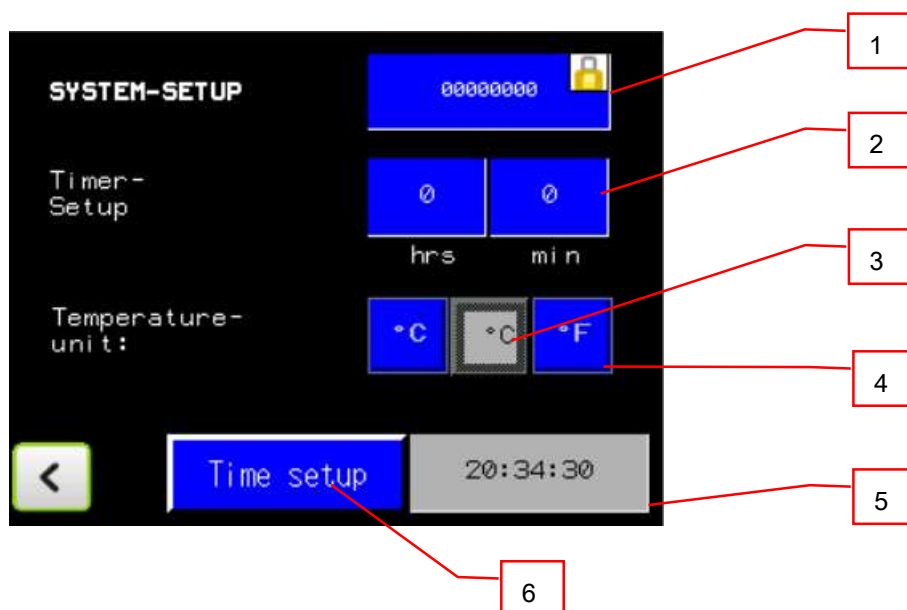 1
SYSTEM-SETUP
00000000
2
Timer-
Setup
0 0
hrs min
3
Temperature-
unit:
°C °C °F
4
Time setup
20:34:30
5
6